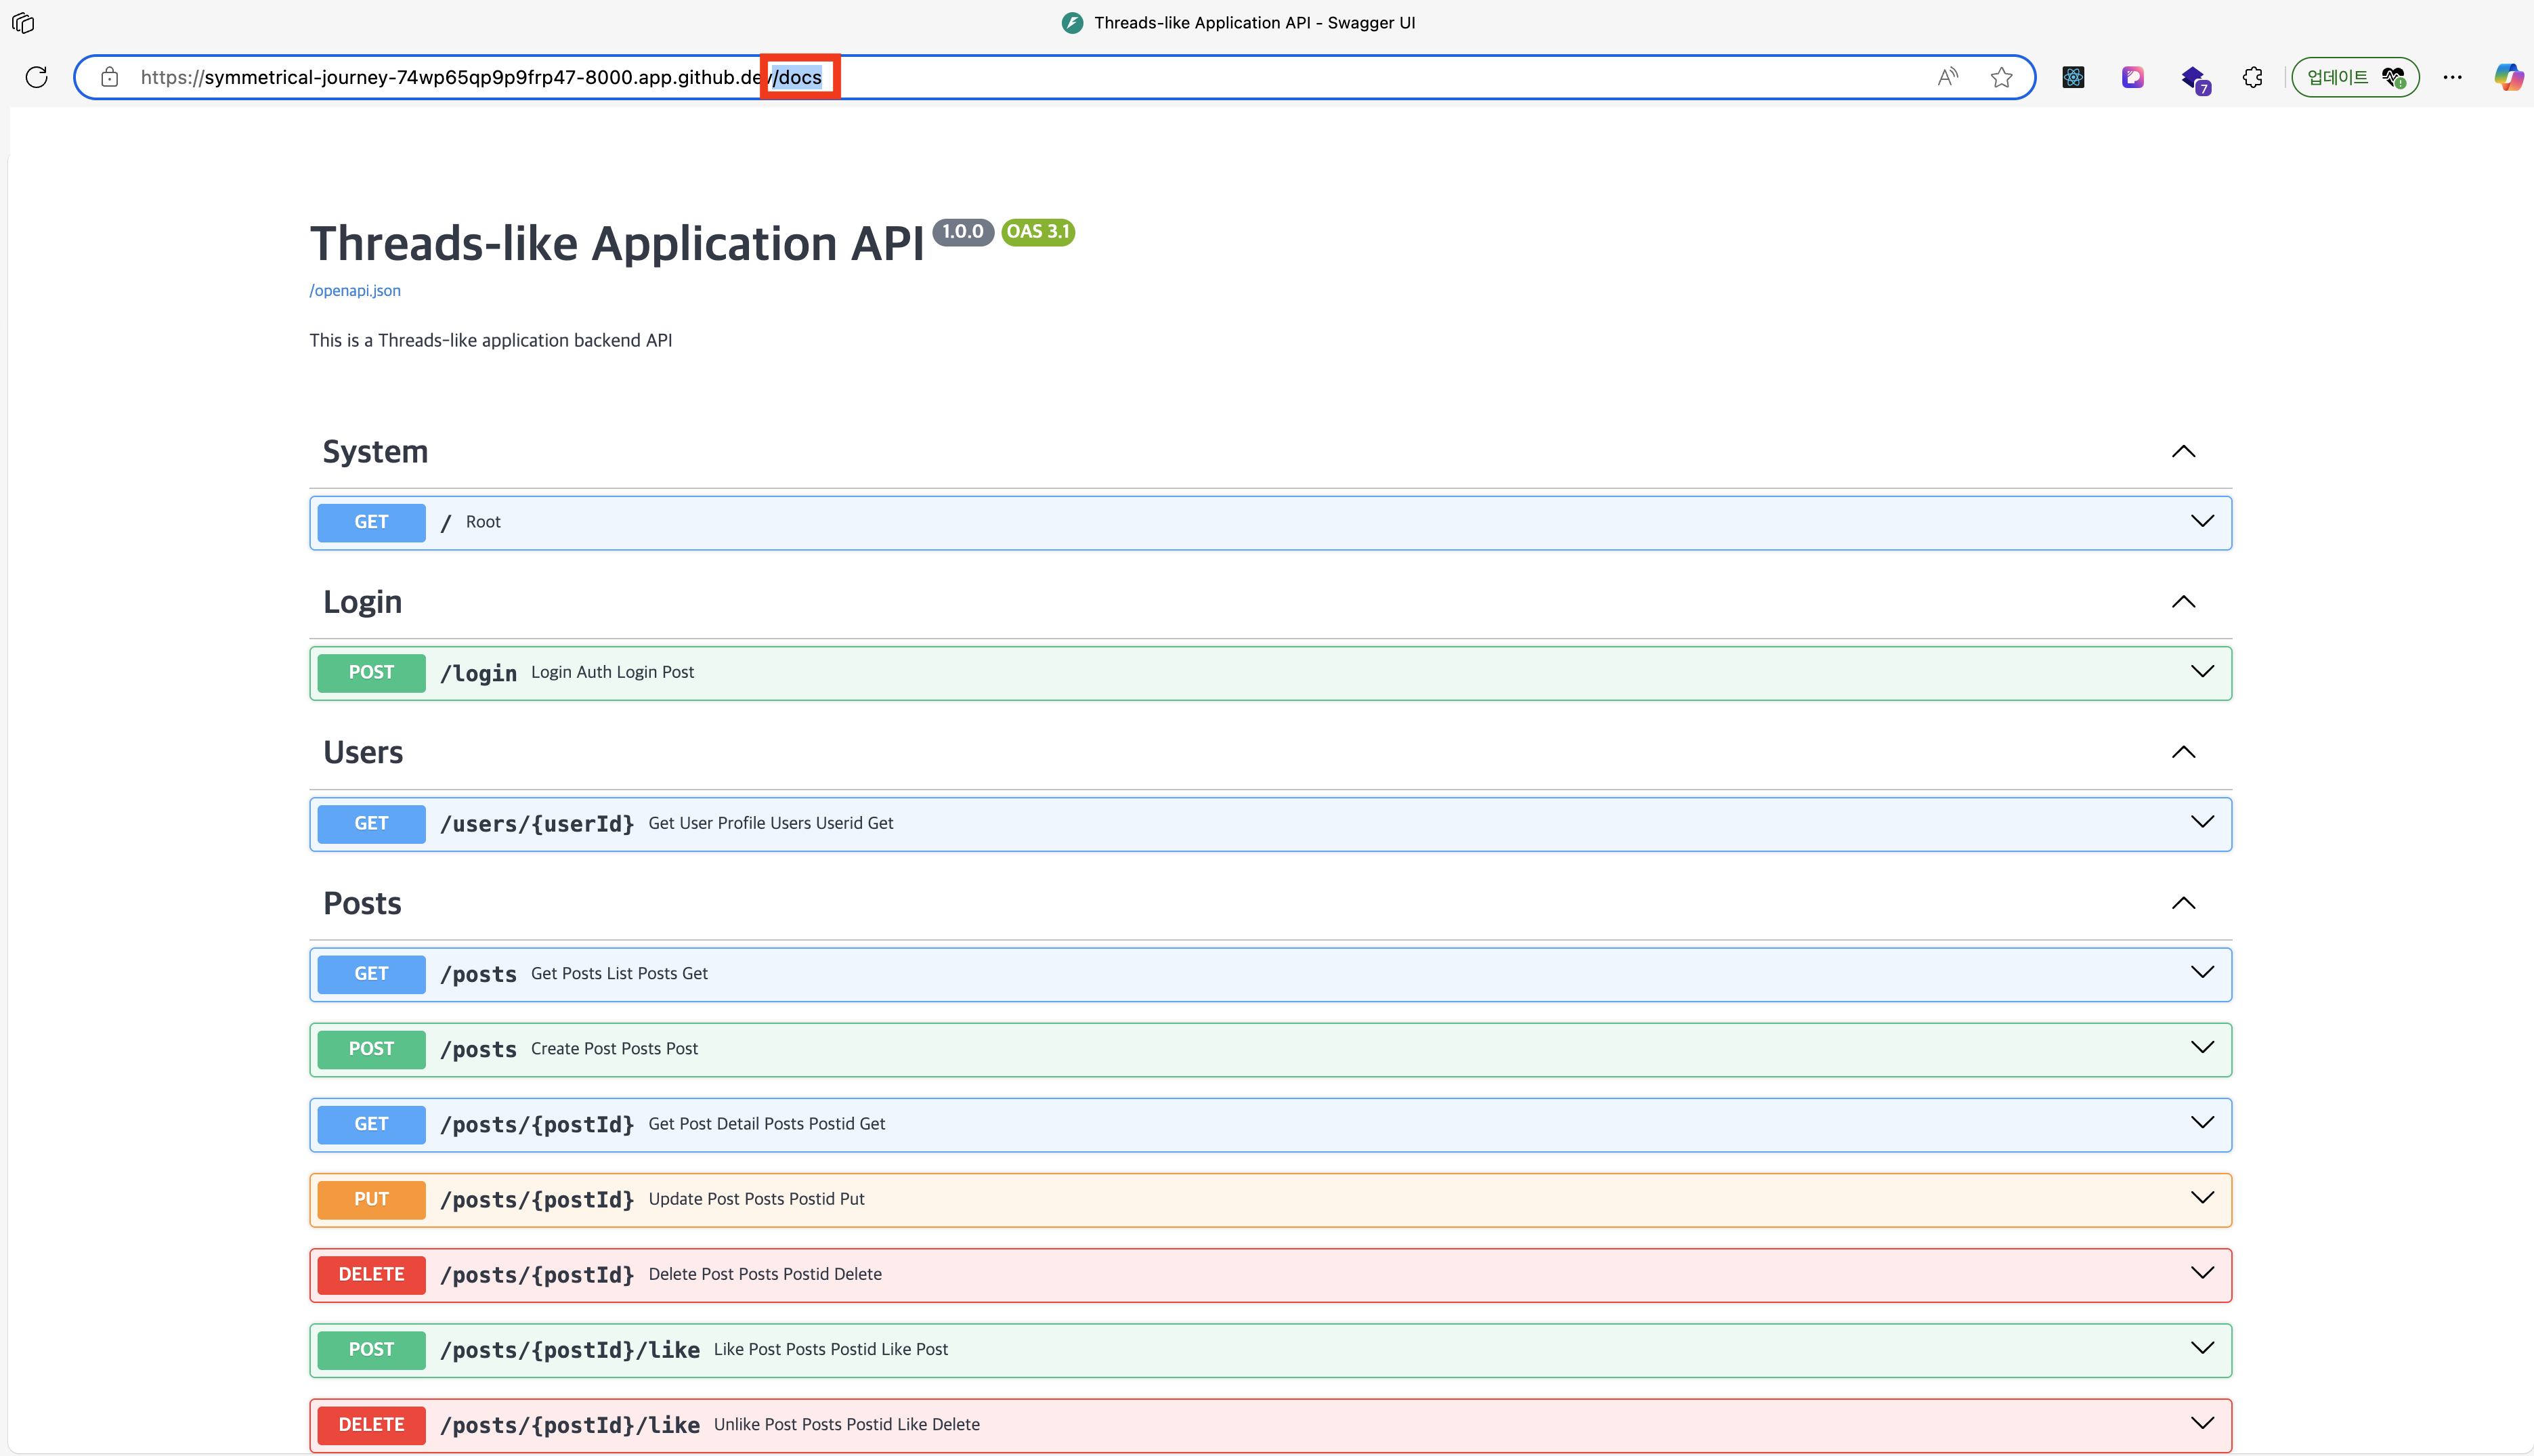 Threads-like Application API - Swagger UI
https://symmetrical-journey-74wp65qp9p9frp47-8000.app.github.dev/docs
7
업데이트
Threads-like Application API 1.0.0 OAS 3.1
/openapi.json
This is a Threads-like application backend API
System
GET / Root
Login
POST /login Login Auth Login Post
Users
GET /users/{userId} Get User Profile Users Userid Get
Posts
GET /posts Get Posts List Posts Get
POST /posts Create Post Posts Post
GET /posts/{postId} Get Post Detail Posts Postid Get
PUT /posts/{postId} Update Post Posts Postid Put
DELETE /posts/{postId} Delete Post Posts Postid Delete
POST /posts/{postId}/like Like Post Posts Postid Like Post
DELETE /posts/{postId}/like Unlike Post Posts Postid Like Delete